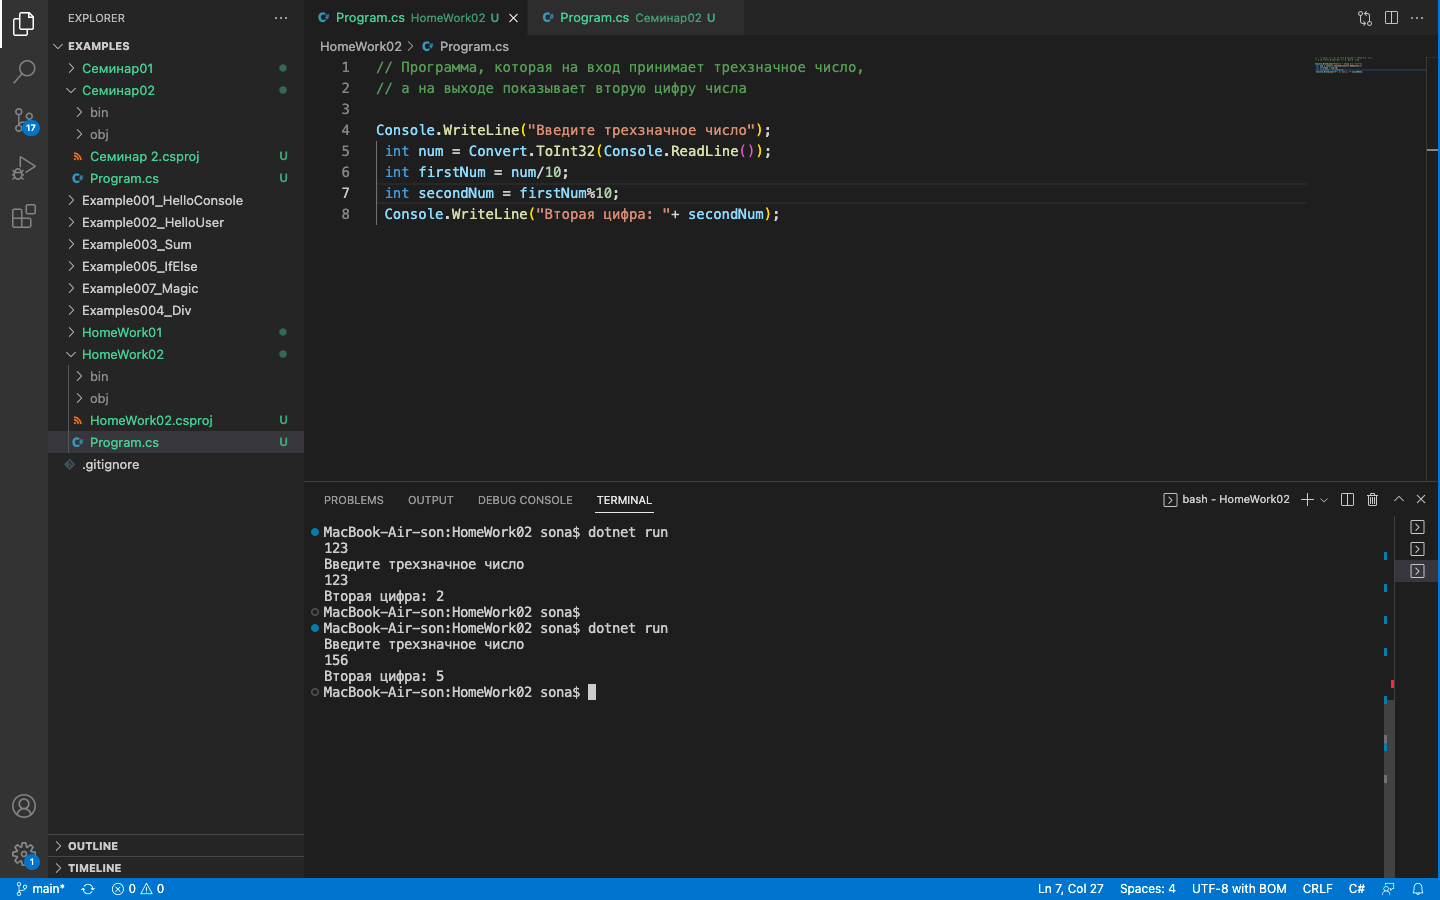 EXPLORER
EXAMPLES
Семинар01
Семинар02
bin
obj
Семинар 2.csproj U
Program.cs U
Example001_HelloConsole
Example002_HelloUser
Example003_Sum
Example005_IfElse
Example007_Magic
Examples004_Div
HomeWork01
HomeWork02
bin
obj
HomeWork02.csproj U
Program.cs U
.gitignore
OUTLINE
TIMELINE
17
1
Program.cs HomeWork02 U
Program.cs Семинар02 U
HomeWork02 > Program.cs
1 // Программа, которая на вход принимает трехзначное число,
2 // а на выходе показывает вторую цифру числа
3
4 Console.WriteLine("Введите трехзначное число");
5 int num = Convert.ToInt32(Console.ReadLine());
6 int firstNum = num/10;
7 int secondNum = firstNum%10;
8 Console.WriteLine("Вторая цифра: "+ secondNum);
PROBLEMS OUTPUT DEBUG CONSOLE TERMINAL
bash - HomeWork02
MacBook-Air-son:HomeWork02 sona$ dotnet run
123
Введите трехзначное число
123
Вторая цифра: 2
MacBook-Air-son:HomeWork02 sona$
MacBook-Air-son:HomeWork02 sona$ dotnet run
Введите трехзначное число
156
Вторая цифра: 5
MacBook-Air-son:HomeWork02 sona$
main* 0 0 Ln 7, Col 27 Spaces: 4 UTF-8 with BOM CRLF C#